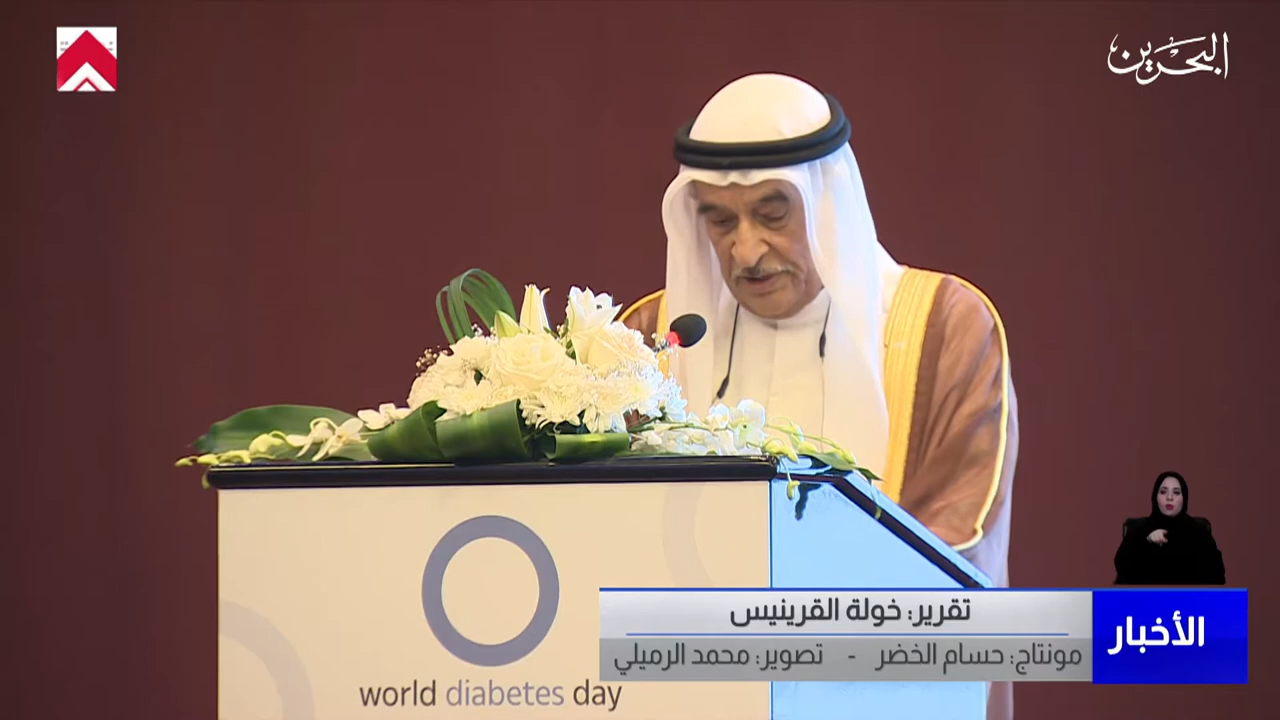 البحرين
تقرير: خولة القرينيس
مونتاج: حسام الخضر - تصوير: محمد الرميلي
الأخبار
world diabetes day